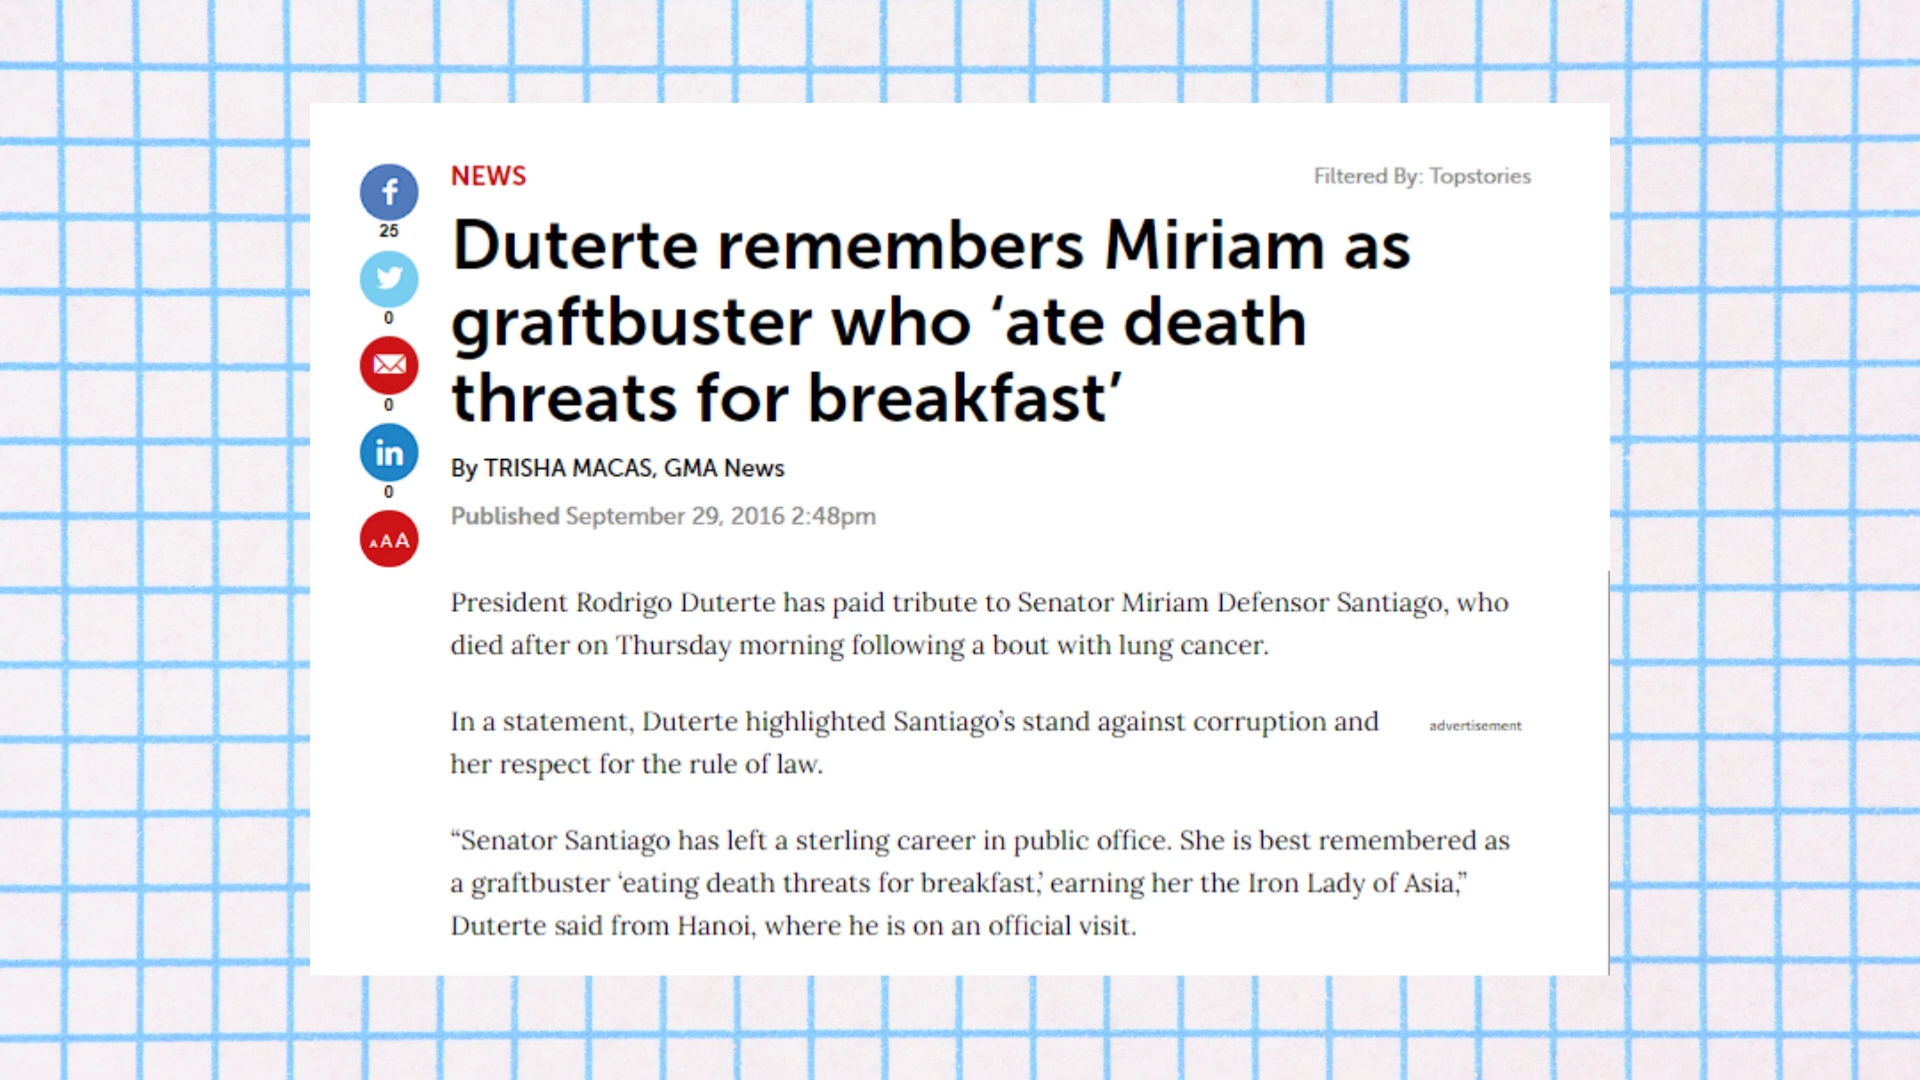 NEWS
Filtered By: Topstories
Duterte remembers Miriam as
graftbuster who ‘ate death
threats for breakfast’
By TRISHA MACAS, GMA News
Published September 29, 2016 2:48pm
f
25
0
0
in
0
AAA
President Rodrigo Duterte has paid tribute to Senator Miriam Defensor Santiago, who
died after on Thursday morning following a bout with lung cancer.
In a statement, Duterte highlighted Santiago’s stand against corruption and
her respect for the rule of law.
advertisement
“Senator Santiago has left a sterling career in public office. She is best remembered as
a graftbuster ‘eating death threats for breakfast,’ earning her the Iron Lady of Asia,”
Duterte said from Hanoi, where he is on an official visit.